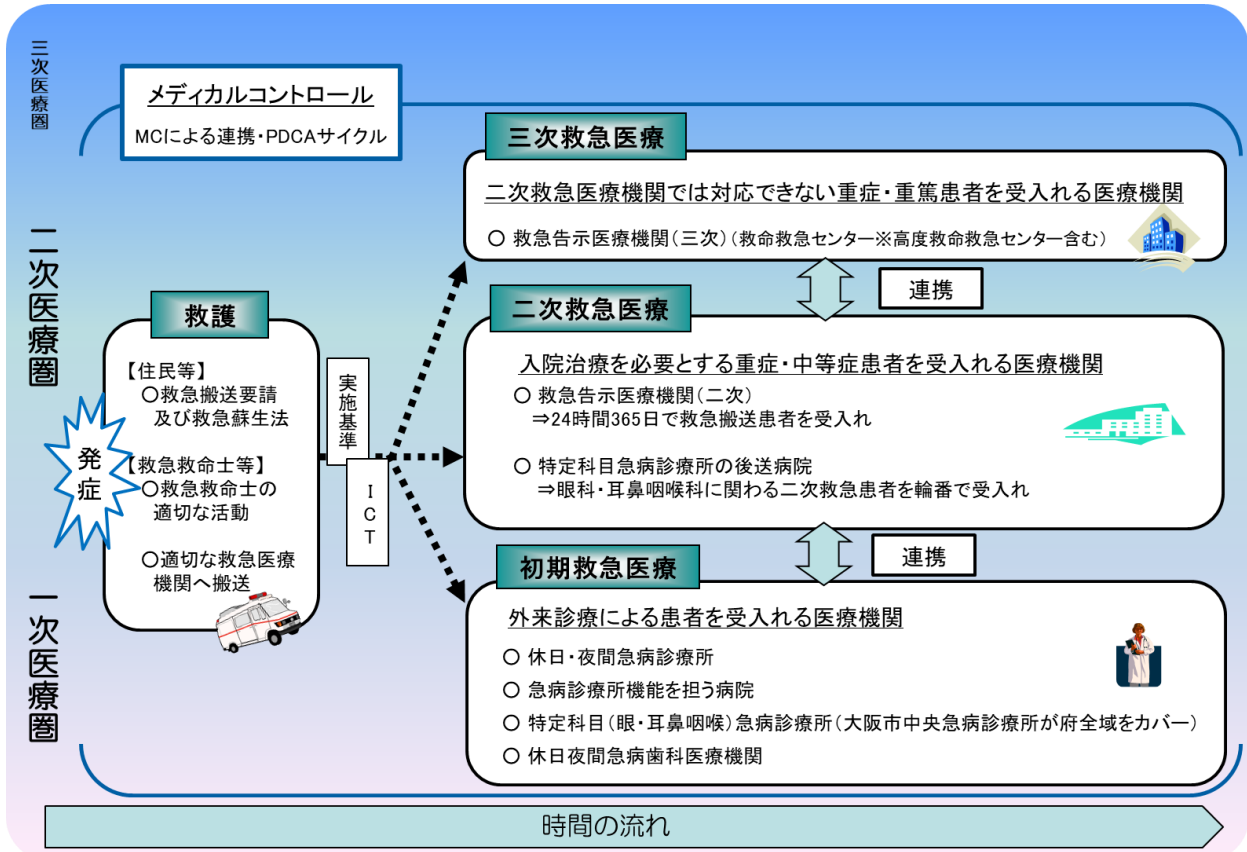 三次医療圏
メディカルコントロール
MCによる連携・PDCAサイクル
三次救急医療
二次救急医療機関では対応できない重症・重篤患者を受入れる医療機関
○ 救急告示医療機関(三次)(救命救急センター※高度救命救急センター含む)
連携
二次医療圏
救護
【住民等】
○救急搬送要請
及び救急蘇生法
【救急救命士等】
○救急救命士の
適切な活動
○適切な救急医療
機関へ搬送
発症
実施基準
ICT
二次救急医療
入院治療を必要とする重症・中等症患者を受入れる医療機関
○ 救急告示医療機関(二次)
⇒24時間365日で救急搬送患者を受入れ
○ 特定科目急病診療所の後送病院
⇒眼科・耳鼻咽喉科に関わる二次救急患者を輪番で受入れ
連携
一次医療圏
初期救急医療
外来診療による患者を受入れる医療機関
○ 休日・夜間急病診療所
○ 急病診療所機能を担う病院
○ 特定科目(眼・耳鼻咽喉)急病診療所(大阪市中央急病診療所が府全域をカバー)
○ 休日夜間急病歯科医療機関
時間の流れ